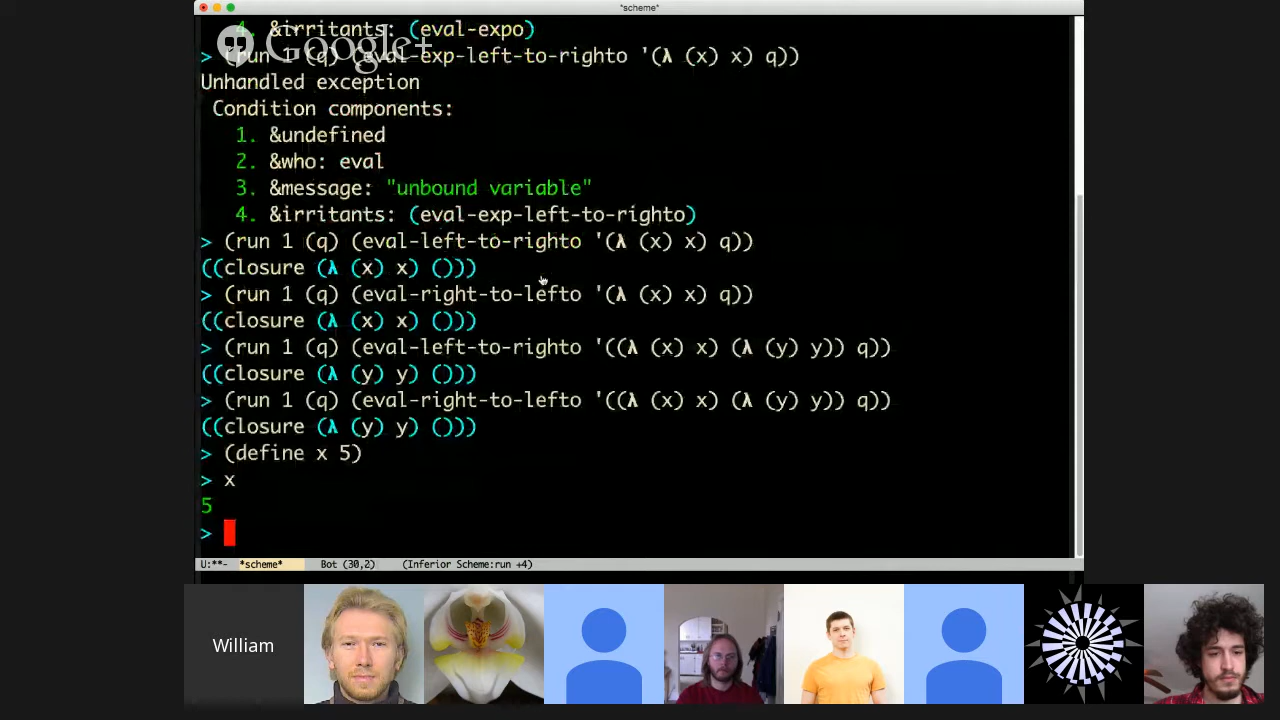 *scheme*
4. &irritants: (eval-expo)
Google+
> (run 1 (q) (eval-exp-left-to-righto '(λ (x) x) q))
Unhandled exception
Condition components:
1. &undefined
2. &who: eval
3. &message: "unbound variable"
4. &irritants: (eval-exp-left-to-righto)
> (run 1 (q) (eval-left-to-righto '(λ (x) x) q))
((closure (λ (x) x) ()))
> (run 1 (q) (eval-right-to-lefto '(λ (x) x) q))
((closure (λ (x) x) ()))
> (run 1 (q) (eval-left-to-righto '((λ (x) x) (λ (y) y)) q))
((closure (λ (y) y) ()))
> (run 1 (q) (eval-right-to-lefto '((λ (x) x) (λ (y) y)) q))
((closure (λ (y) y) ()))
> (define x 5)
> x
5
>
U:**- *scheme* Bot (30,2) (Inferior Scheme:run +4)
William